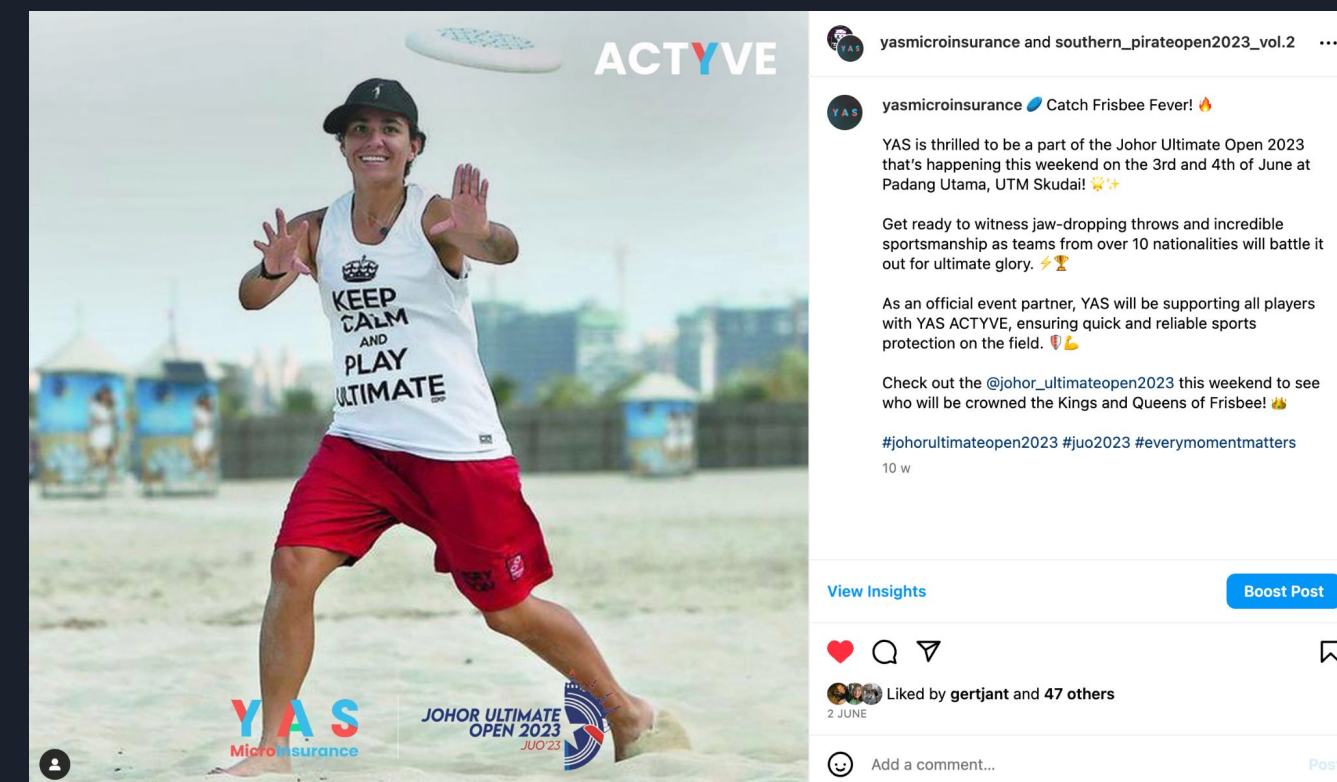 ACTYVE
KEEP
CALM
AND
PLAY
ULTIMATE
YAS
MicroInsurance
JOHOR ULTIMATE
OPEN 2023
JUO'23
yasmicroinsurance and southern_pirateopen2023_vol.2
YAS
YAS
yasmicroinsurance 🏉 Catch Frisbee Fever! 🔥
YAS is thrilled to be a part of the Johor Ultimate Open 2023
that's happening this weekend on the 3rd and 4th of June at
Padang Utama, UTM Skudai! 🌟✨
Get ready to witness jaw-dropping throws and incredible
sportsmanship as teams from over 10 nationalities will battle it
out for ultimate glory. ⚡🏆
As an official event partner, YAS will be supporting all players
with YAS ACTYVE, ensuring quick and reliable sports
protection on the field. 🛡️💪
Check out the @johor_ultimateopen2023 this weekend to see
who will be crowned the Kings and Queens of Frisbee! 👑
#johorultimateopen2023 #juo2023 #everymomentmatters
10 w
View Insights
Boost Post
Liked by gertjant and 47 others
2 JUNE
Add a comment...
Post